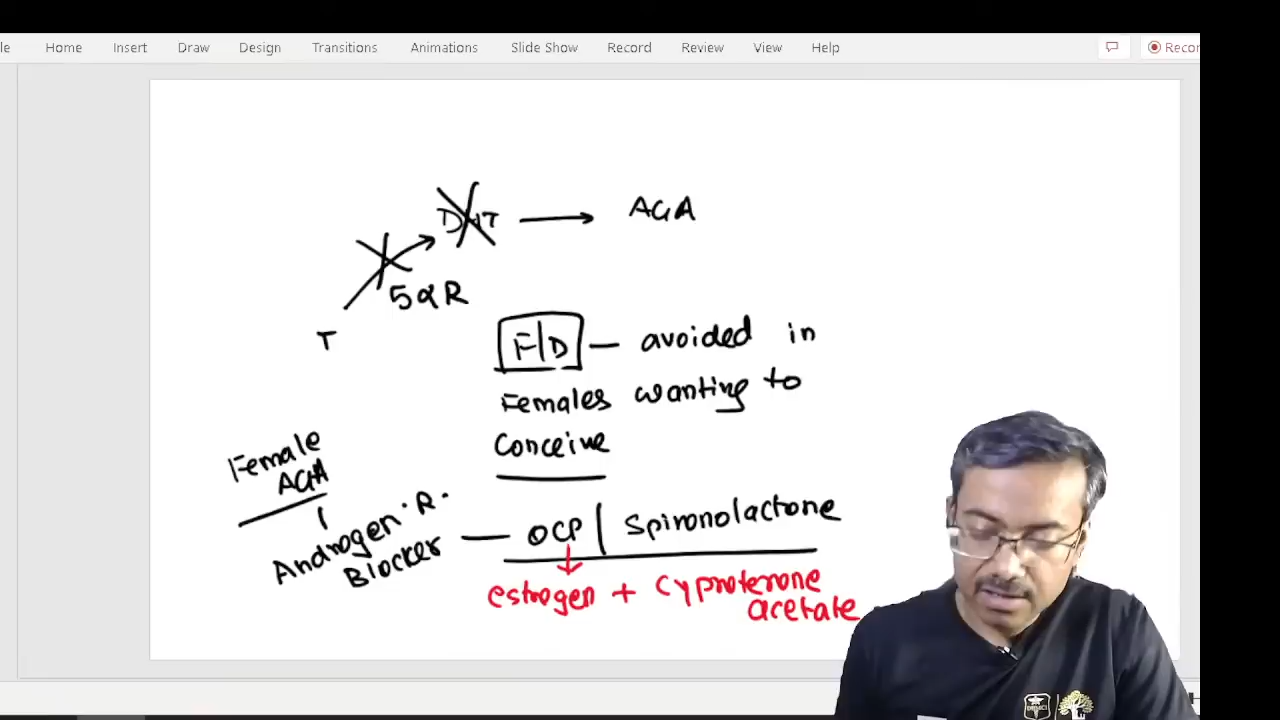 Home Insert Draw Design Transitions Animations Slide Show Record Review View Help
DHT → AGA
5αR
T
F/D — avoided in
Females wanting to
Conceive
Female
AGA
Androgen R.
Blocker — OCP / Spironolactone
estrogen + Cyproterone
acetate